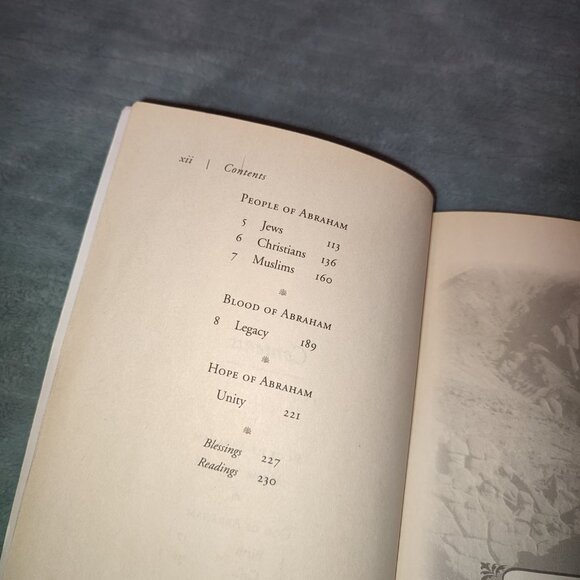 xii | Contents
People of Abraham
5 Jews 113
6 Christians 136
7 Muslims 160
Blood of Abraham
8 Legacy 189
Hope of Abraham
Unity 221
Blessings 227
Readings 230